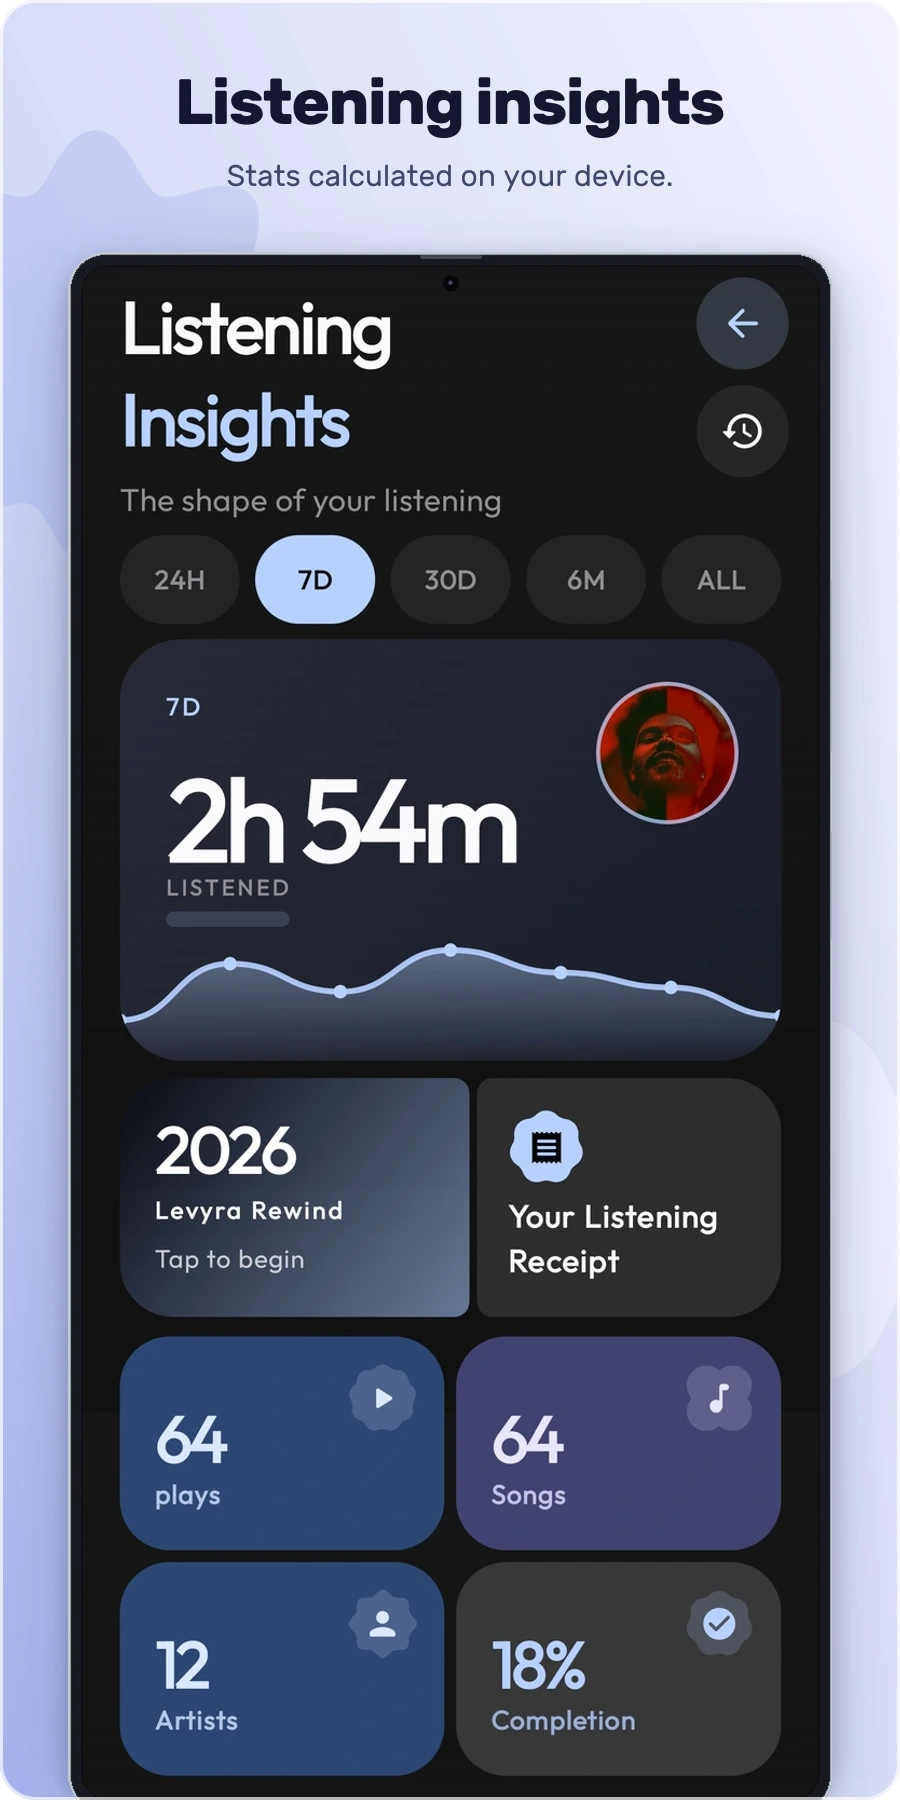 Listening insights
Stats calculated on your device.
Listening
Insights
The shape of your listening
24H
7D
30D
6M
ALL
7D
2h 54m
LISTENED
2026
Levyra Rewind
Tap to begin
Your Listening
Receipt
64
plays
64
Songs
12
Artists
18%
Completion